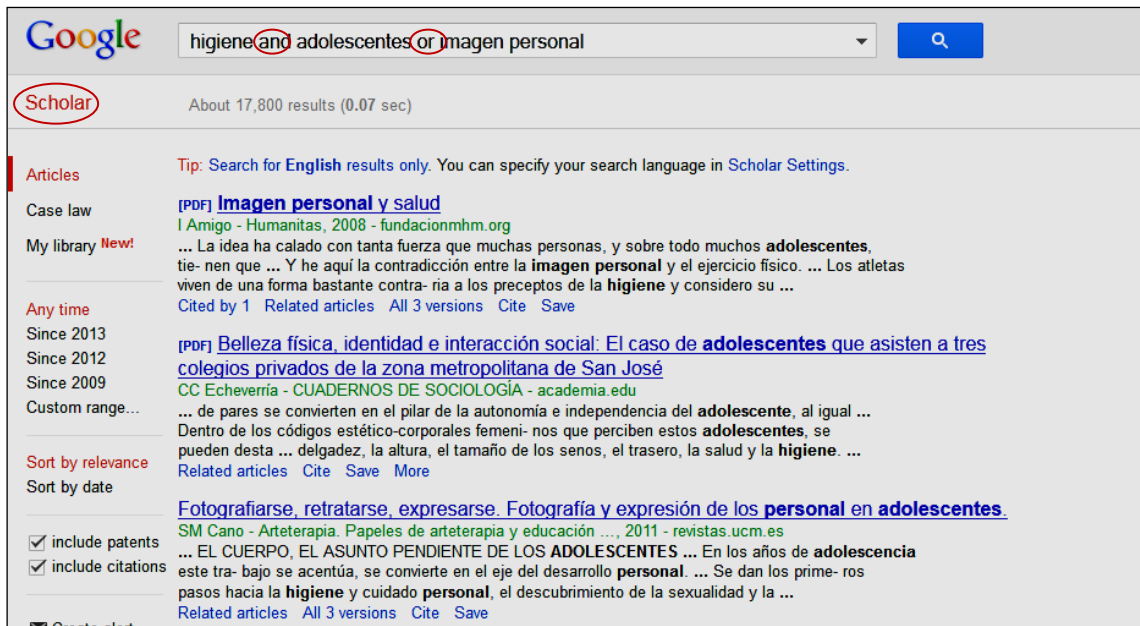 Google
higiene and adolescentes or imagen personal
Scholar
About 17,800 results (0.07 sec)
Articles
Case law
My library New!
Any time
Since 2013
Since 2012
Since 2009
Custom range...
Sort by relevance
Sort by date
include patents
include citations
Create alert
Tip: Search for English results only. You can specify your search language in Scholar Settings.
[PDF] Imagen personal y salud
I Amigo - Humanitas, 2008 - fundacionmhm.org
... La idea ha calado con tanta fuerza que muchas personas, y sobre todo muchos adolescentes,
tie- nen que ... Y he aquí la contradicción entre la imagen personal y el ejercicio físico. ... Los atletas
viven de una forma bastante contra- ria a los preceptos de la higiene y considero su ...
Cited by 1 Related articles All 3 versions Cite Save
[PDF] Belleza física, identidad e interacción social: El caso de adolescentes que asisten a tres
colegios privados de la zona metropolitana de San José
CC Echeverría - CUADERNOS DE SOCIOLOGÍA - academia.edu
... de pares se convierten en el pilar de la autonomía e independencia del adolescente, al igual ...
Dentro de los códigos estético-corporales femeni- nos que perciben estos adolescentes, se
pueden desta ... delgadez, la altura, el tamaño de los senos, el trasero, la salud y la higiene. ...
Related articles Cite Save More
Fotografiarse, retratarse, expresarse. Fotografía y expresión de los personal en adolescentes.
SM Cano - Arteterapia. Papeles de arteterapia y educación ..., 2011 - revistas.ucm.es
... EL CUERPO, EL ASUNTO PENDIENTE DE LOS ADOLESCENTES ... En los años de adolescencia
este tra- bajo se acentúa, se convierte en el eje del desarrollo personal. ... Se dan los prime- ros
pasos hacia la higiene y cuidado personal, el descubrimiento de la sexualidad y la ...
Related articles All 3 versions Cite Save